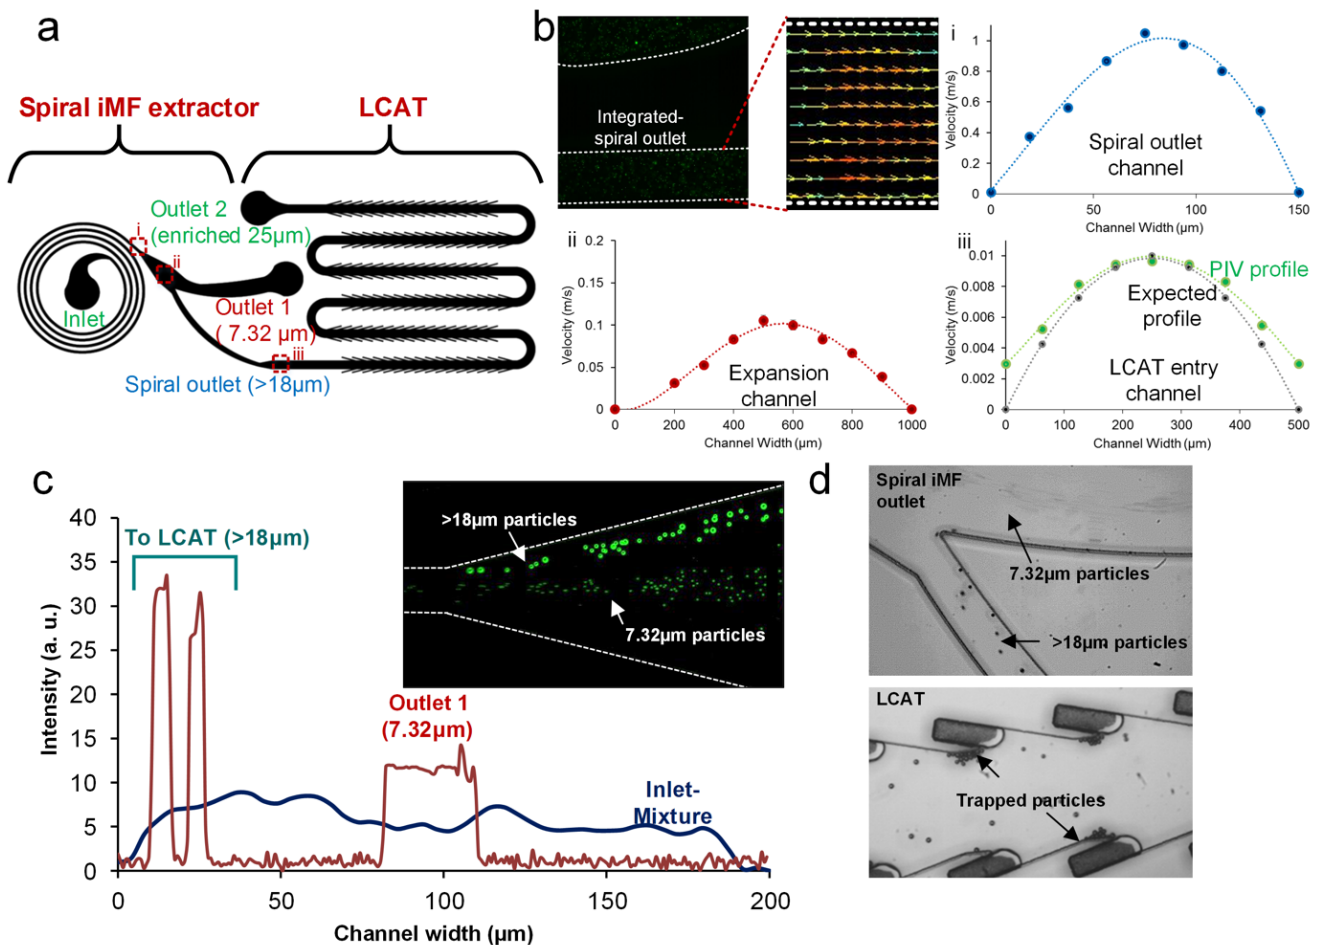 a
Spiral iMF extractor
LCAT
Outlet 2
(enriched 25µm)
i
ii
Inlet
Outlet 1
( 7.32 µm)
iii
Spiral outlet (>18µm)
b
Integrated-
spiral outlet
i
Velocity (m/s)
1
0.8
0.6
0.4
0.2
0
Spiral outlet
channel
0
50
100
150
Channel Width (µm)
ii
Velocity (m/s)
0.2
0.15
0.1
0.05
0
Expansion
channel
0
200
400
600
800
1000
Channel Width (µm)
iii
Velocity (m/s)
0.01
0.008
0.006
0.004
0.002
0
PIV profile
Expected
profile
LCAT entry
channel
0
100
200
300
400
500
Channel Width (µm)
c
Intensity (a. u.)
40
35
30
25
20
15
10
5
0
To LCAT (>18µm)
>18µm particles
7.32µm particles
Outlet 1
(7.32µm)
Inlet-
Mixture
0
50
100
150
200
Channel width (µm)
d
Spiral iMF
outlet
7.32µm particles
>18µm particles
LCAT
Trapped particles